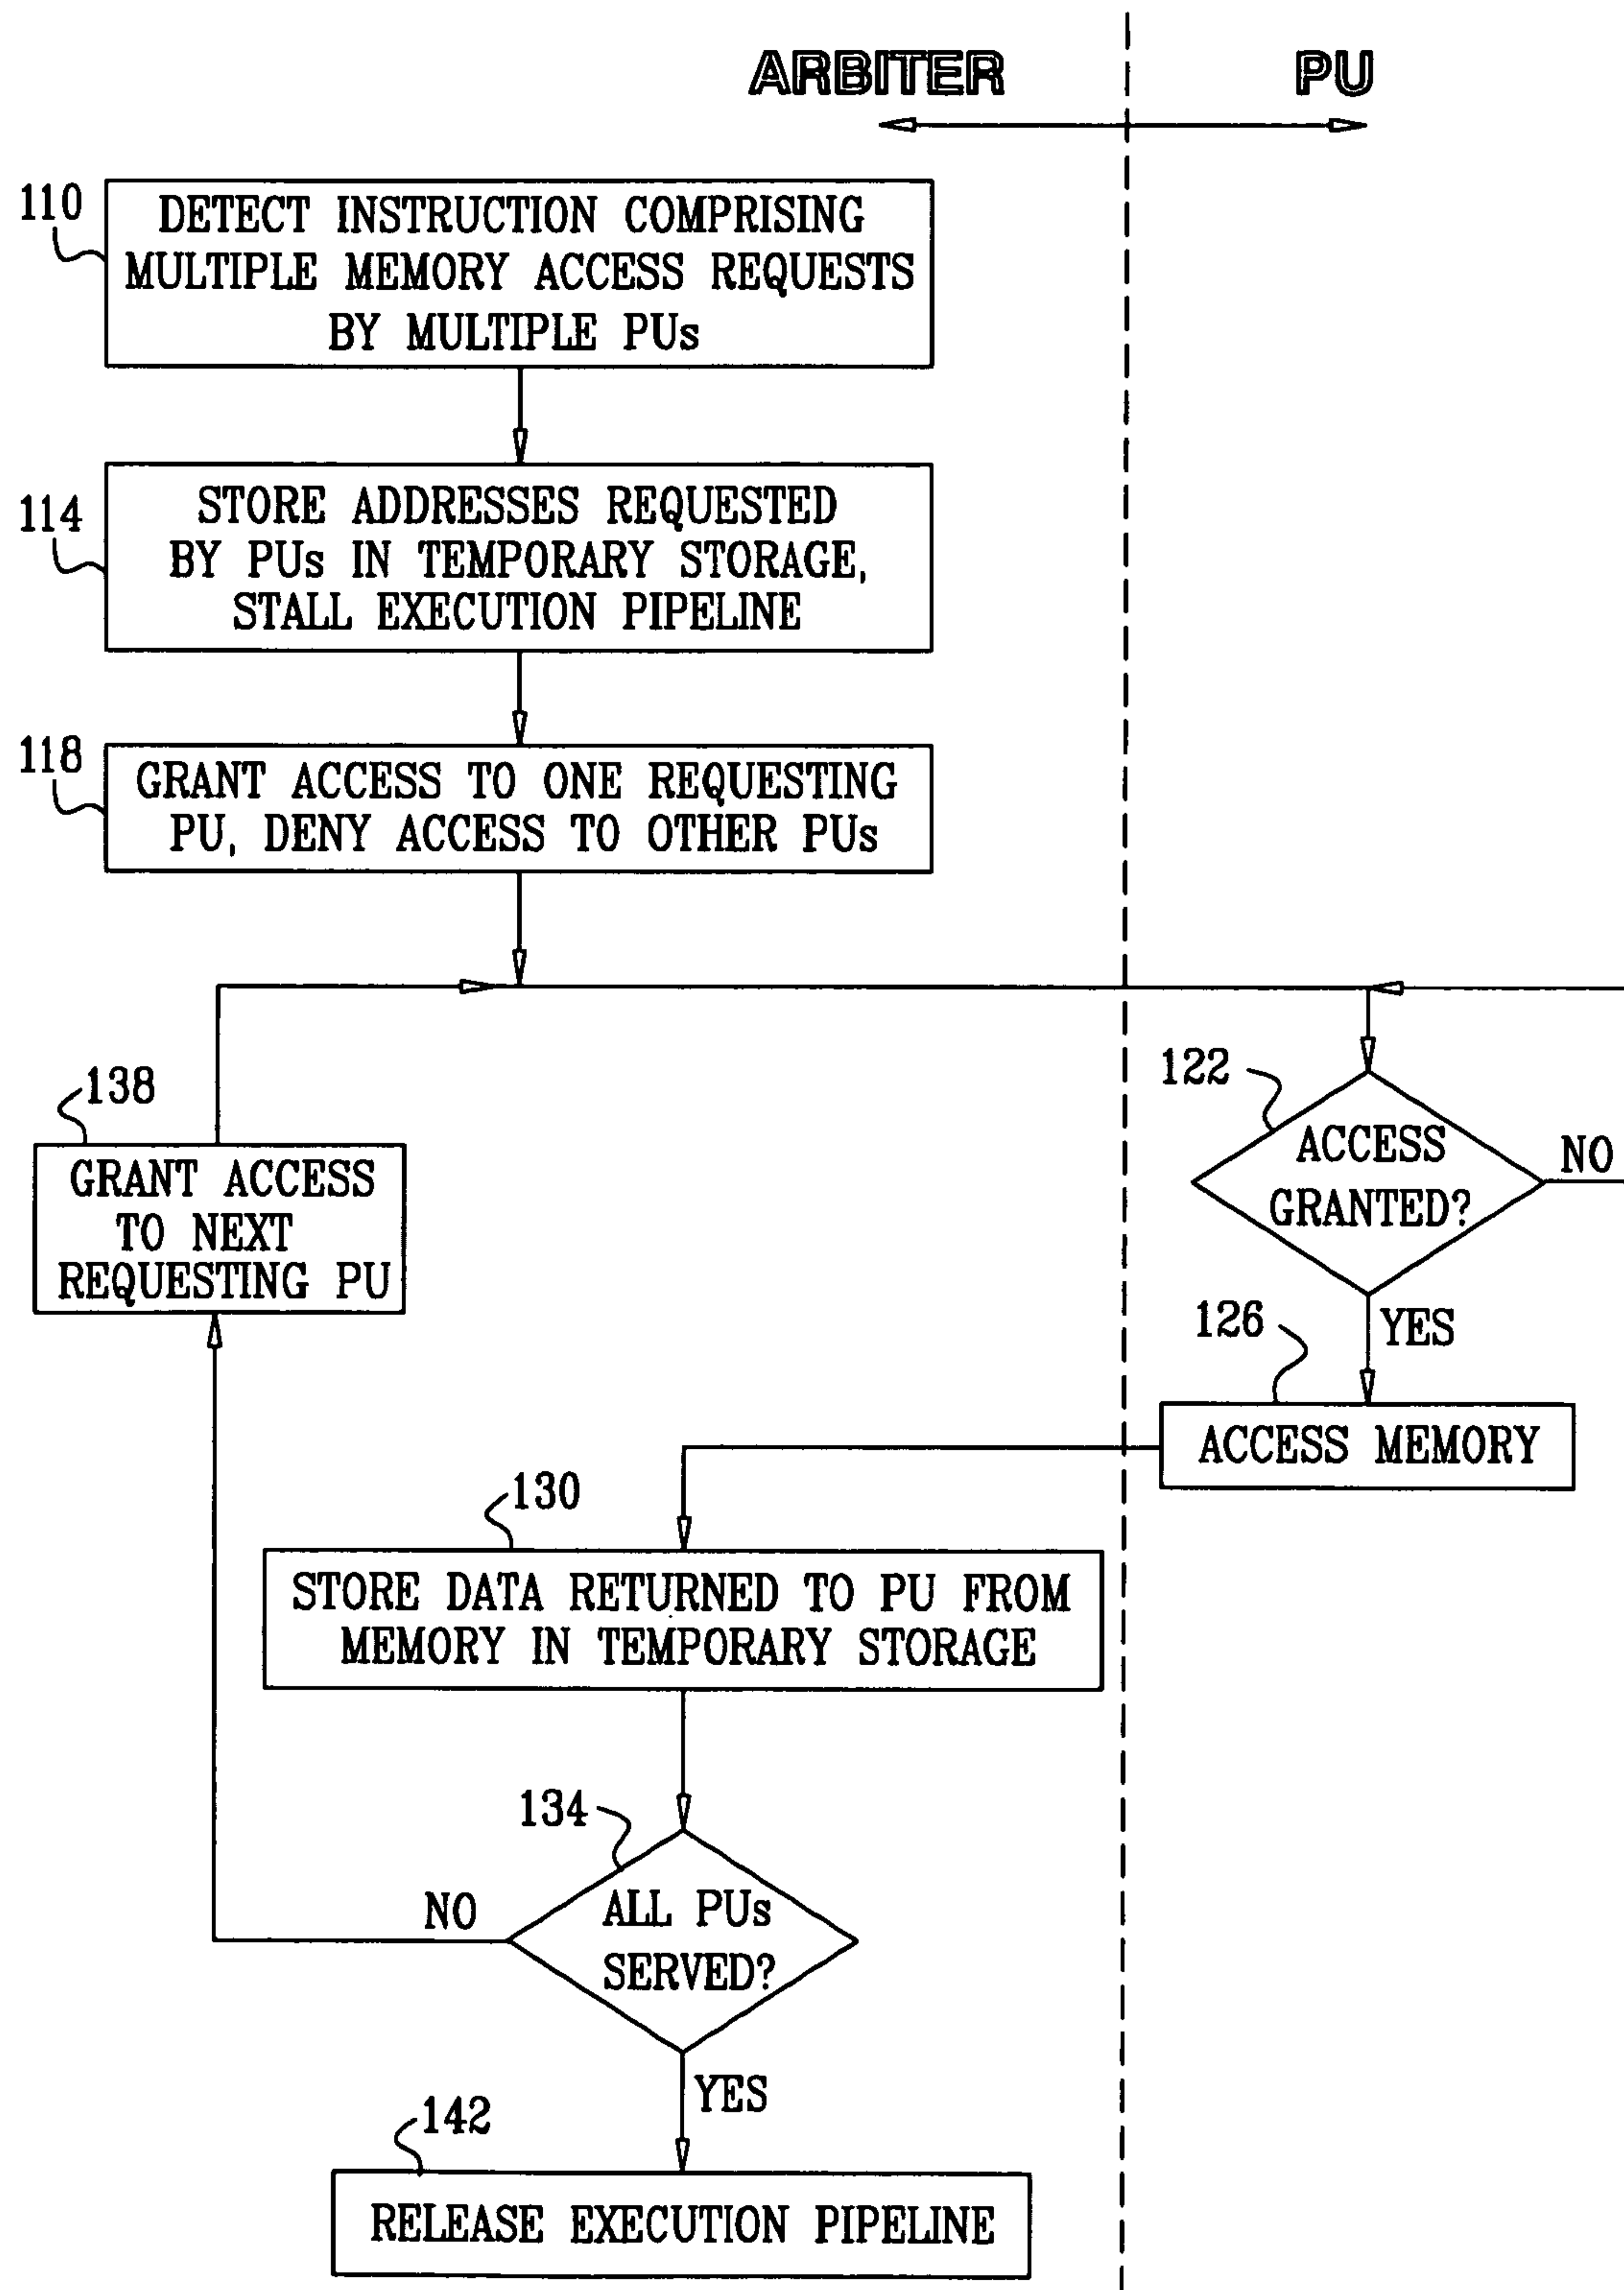 ARBITER
PU
110
DETECT INSTRUCTION COMPRISING
MULTIPLE MEMORY ACCESS REQUESTS
BY MULTIPLE PUs
114
STORE ADDRESSES REQUESTED
BY PUs IN TEMPORARY STORAGE,
STALL EXECUTION PIPELINE
118
GRANT ACCESS TO ONE REQUESTING
PU, DENY ACCESS TO OTHER PUs
122
ACCESS
GRANTED?
NO
YES
138
GRANT ACCESS
TO NEXT
REQUESTING PU
126
ACCESS MEMORY
130
STORE DATA RETURNED TO PU FROM
MEMORY IN TEMPORARY STORAGE
134
ALL PUs
SERVED?
NO
YES
142
RELEASE EXECUTION PIPELINE